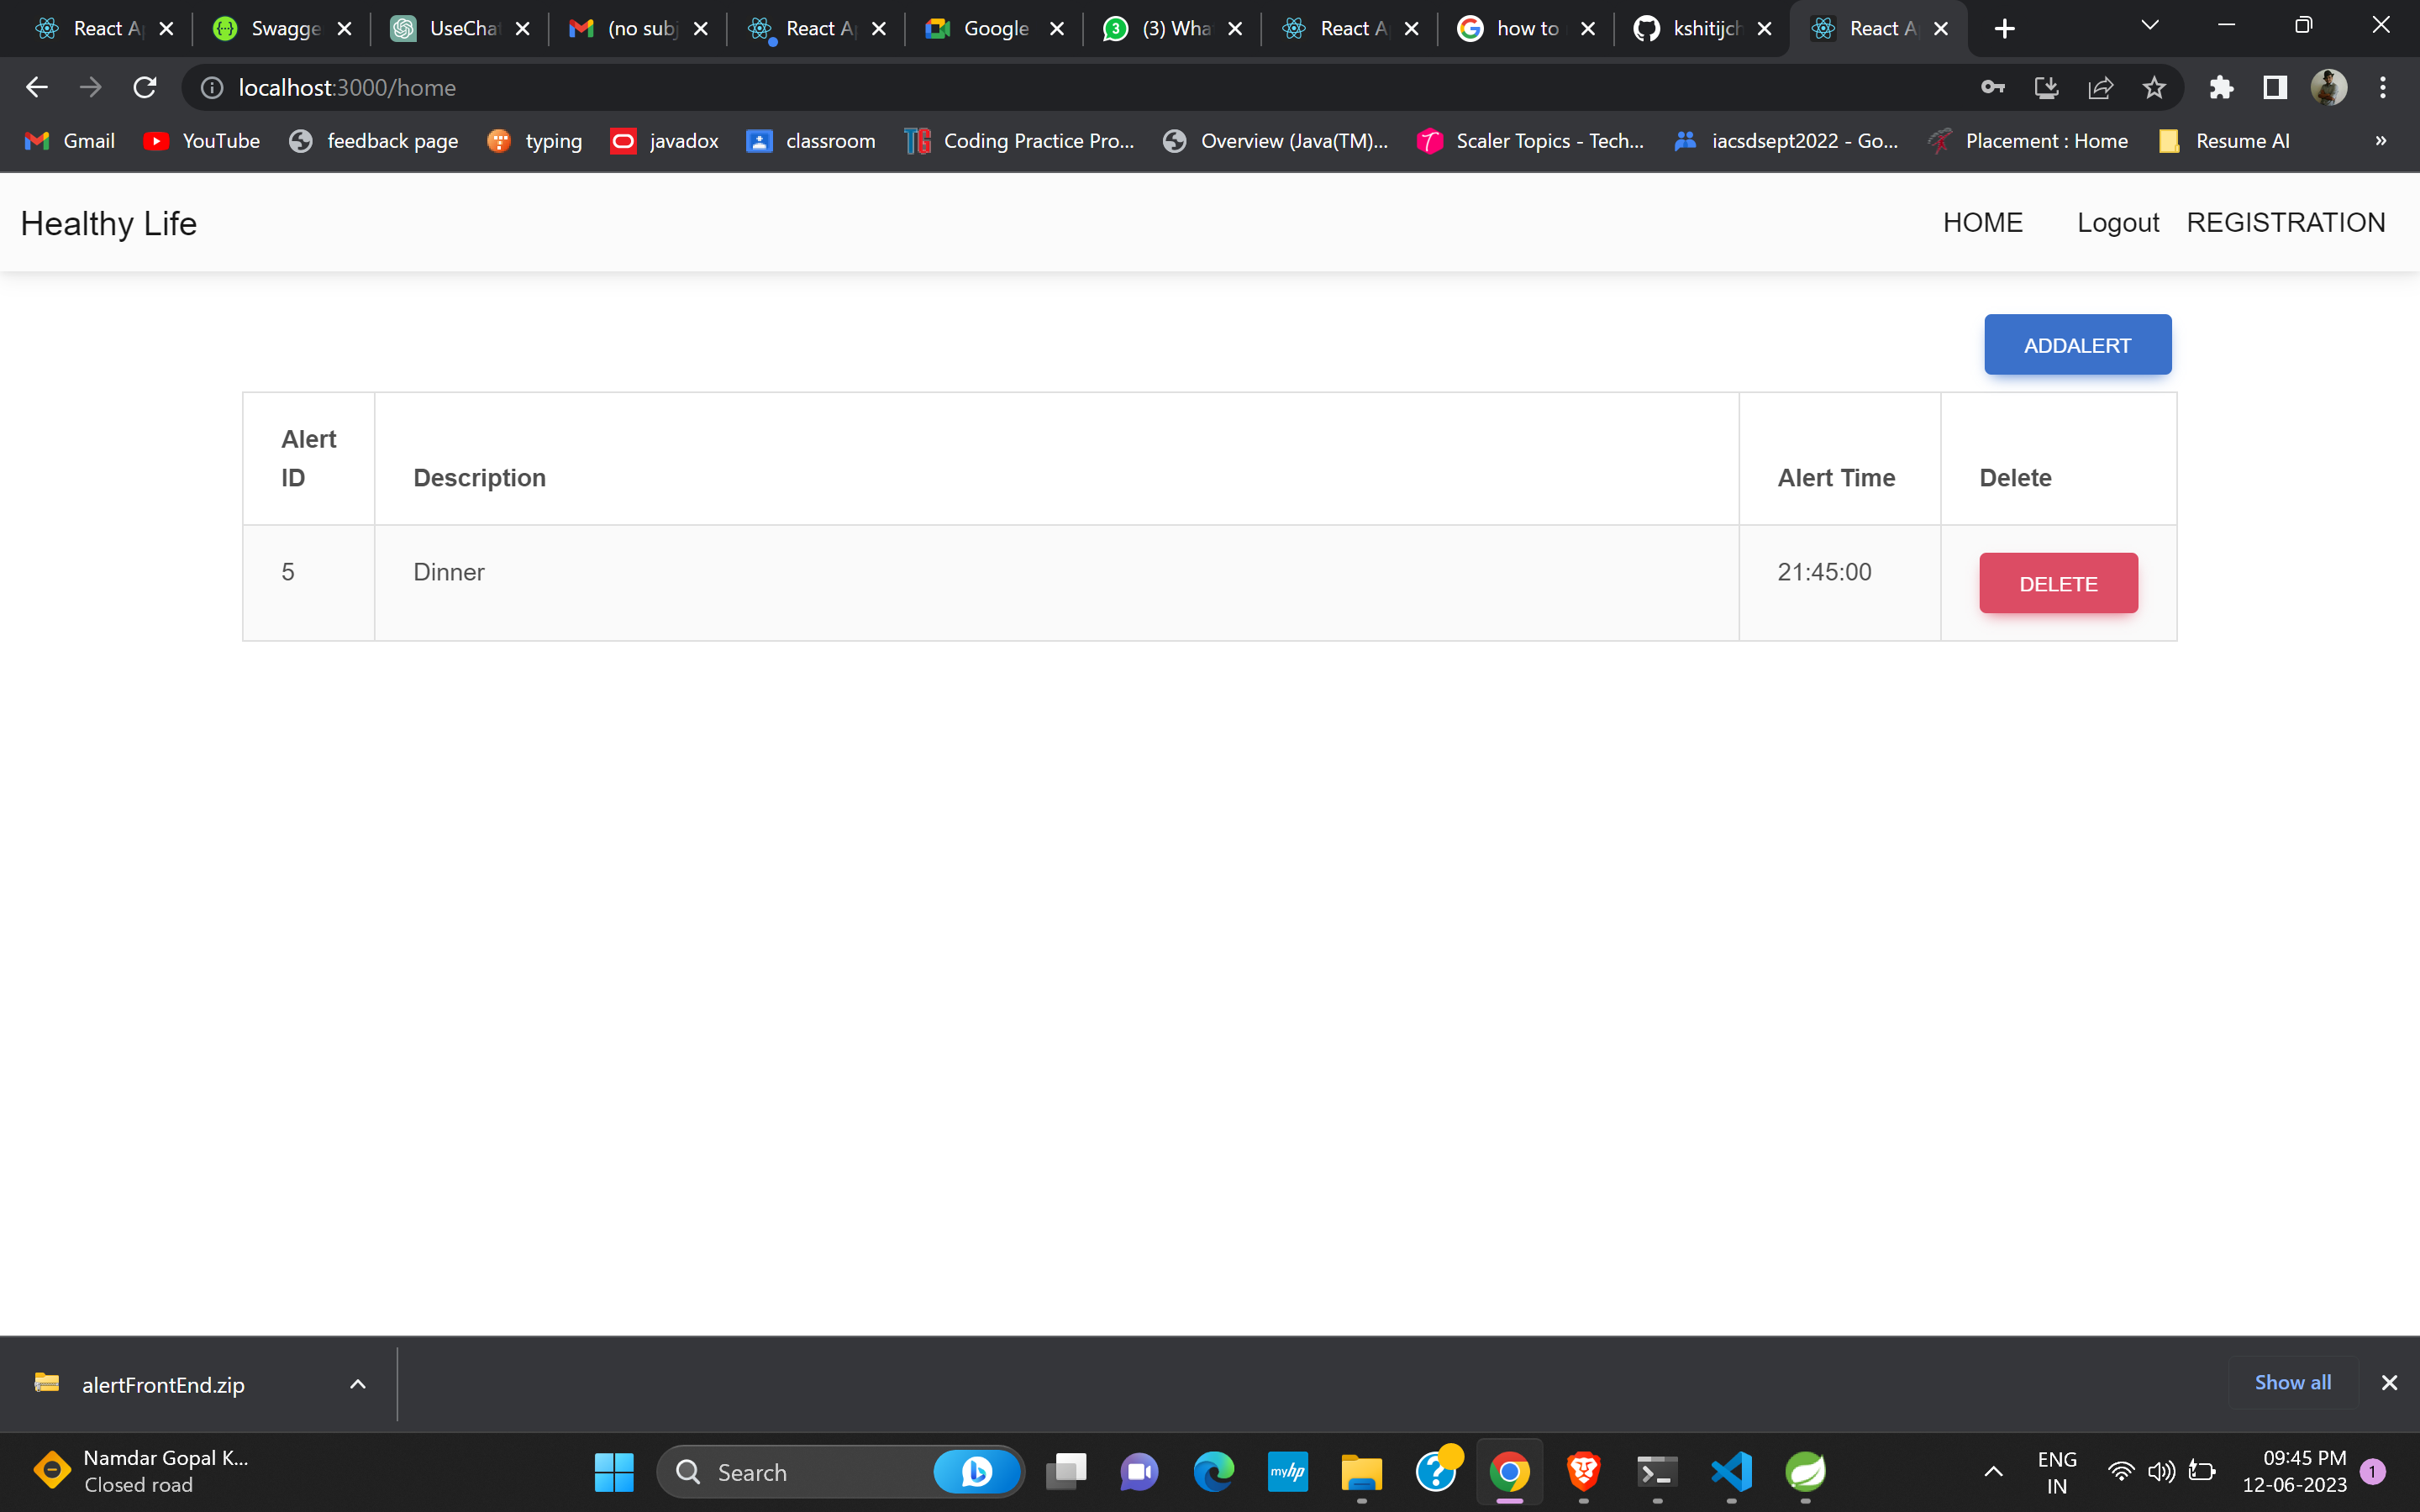 React A
Swagge
UseChat
(no subj
React A
Google
(3) Wha
React A
how to
kshitijch
React A
localhost:3000/home
Gmail
YouTube
feedback page
typing
javadox
classroom
TG
Coding Practice Pro...
Overview (Java(TM)...
Scaler Topics - Tech...
iacsdsept2022 - Go...
Placement : Home
Resume AI
»
Healthy Life
HOME
Logout
REGISTRATION
ADDALERT
Alert
ID
Description
Alert Time
Delete
5
Dinner
21:45:00
DELETE
alertFrontEnd.zip
Show all
Namdar Gopal K...
Closed road
Search
myhp
ENG
IN
09:45 PM
12-06-2023
1